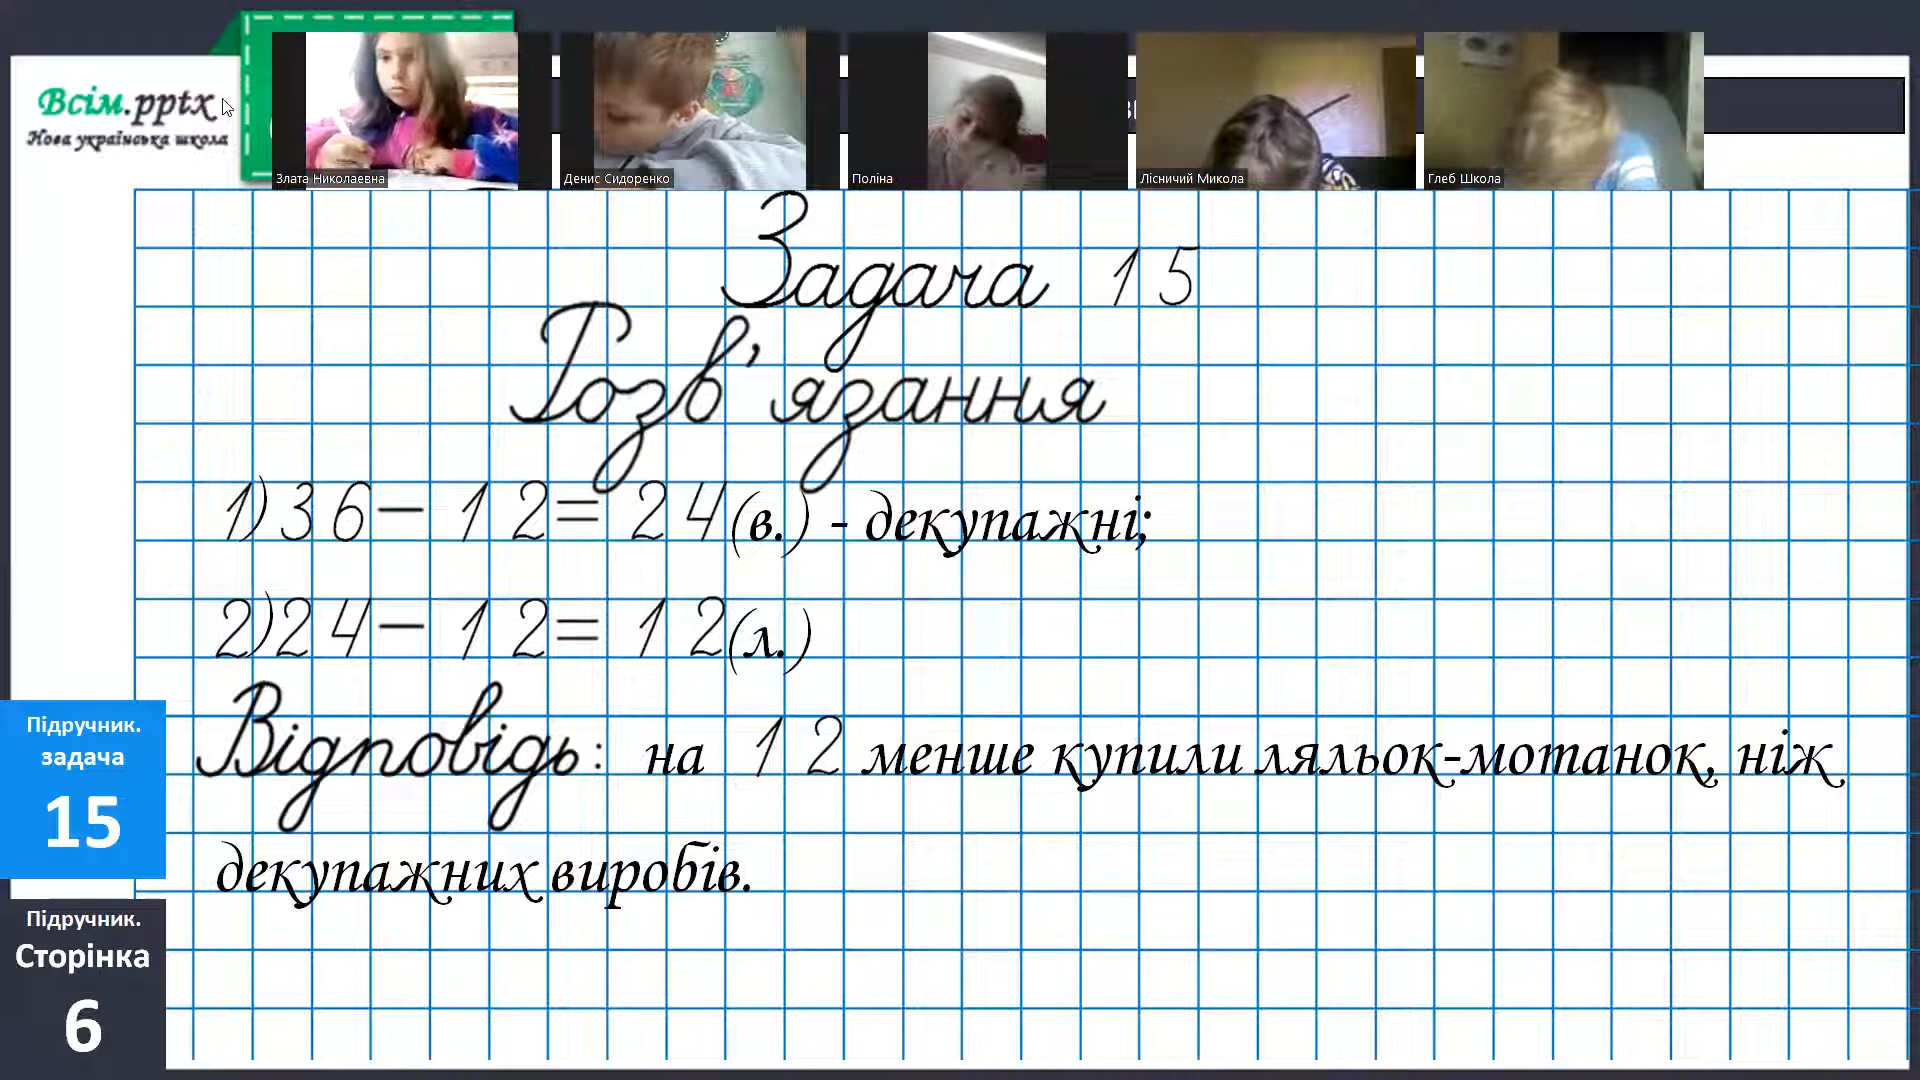 Всім.pptx
Нова українська школа
Злата Николаевна
Денис Сидоренко
Поліна
Лісничий Микола
Глеб Школа
Задача 15
Розв'язання
1) 36 − 12 = 24 (в.) - декупажні;
2) 24 − 12 = 12 (л.)
Відповідь: на 12 менше купили ляльок-мотанок, ніж
декупажних виробів.
Підручник.
задача
15
Підручник.
Сторінка
6